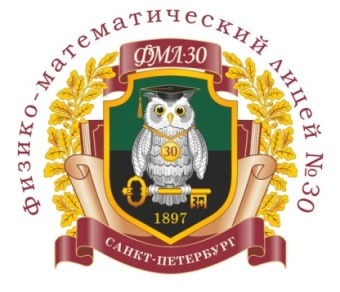 физико-математический лицей №30
ФМЛ·30
30
1897
САНКТ-ПЕТЕРБУРГ